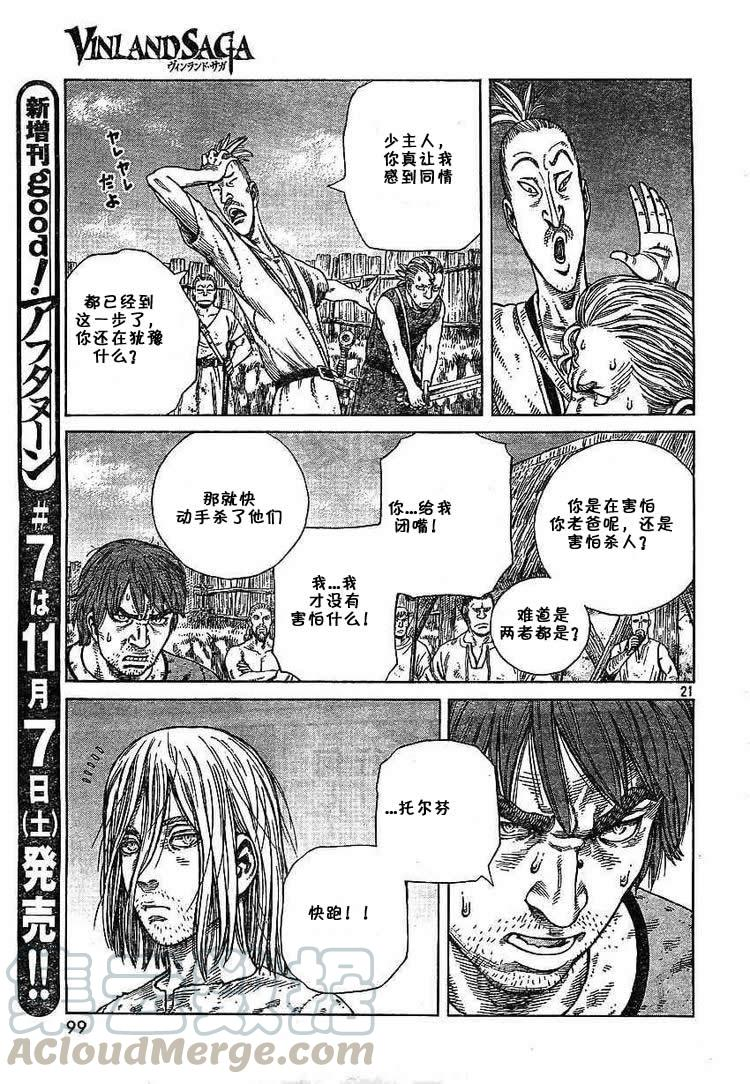 VINLAND SAGA
ヴィンランド・サガ
新増刊good!アフタヌーン#7は11月7日(土)発売!!
少主人，
你真让我
感到同情
ヤレヤレ
だよ
都已经到
这一步了，
你还在犹豫
什么？
你是在害怕
你老爸呢，还是
害怕杀人？
难道是
两者都是？
你…给我
闭嘴！
我…我
才没有
害怕什么！
那就快
动手杀了他们
21
…托尔芬
快跑！！
99
集云数据
AcloudMerge.com